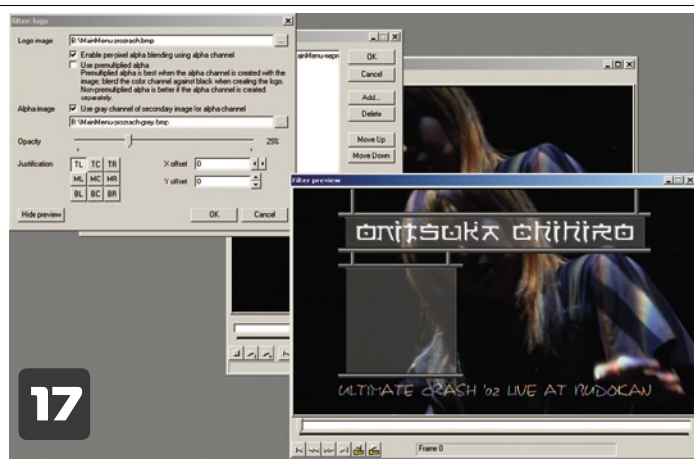 Filter: logo
Logo image
B:\MainMenu-prozrach.bmp
...
Enable per-pixel alpha blending using alpha channel
Use premultiplied alpha
Premultiplied alpha is best when the alpha channel is created with the
image; blend the color channel against black when creating the logo.
Non-premultiplied alpha is better if the alpha channel is created
separately.
Alpha image
Use gray channel of secondary image for alpha channel
B:\MainMenu-prozrach-grep.bmp
...
Opacity
25%
Justification
TL TC TR
ML MC MR
BL BC BR
X offset 0
Y offset 0
Hide preview
OK
Cancel
OK
Cancel
Add...
Delete
Move Up
Move Down
Filter preview
ONITSUKA CHIHIRO
ULTIMATE CRASH '02 LIVE AT BUDOKAN
Frame 0
17